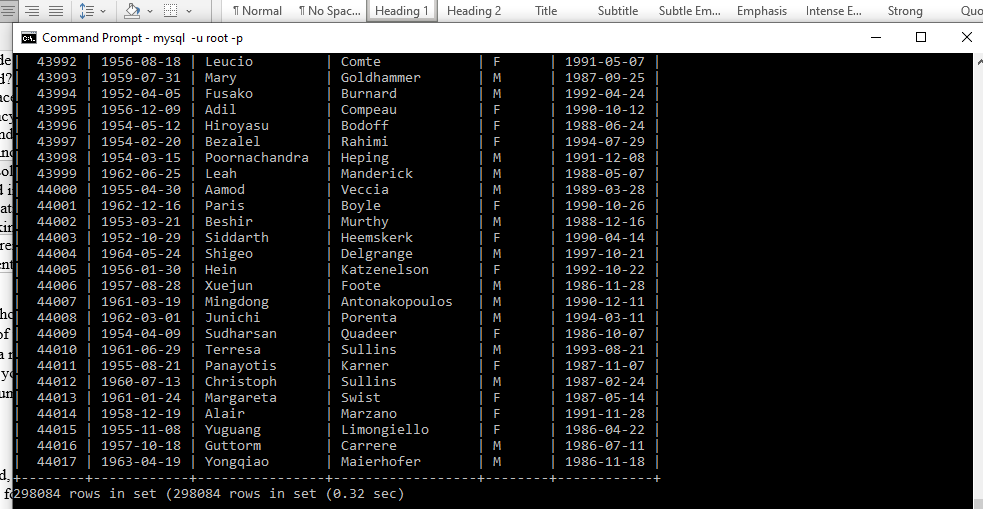 ¶ Normal ¶ No Spac... Heading 1 Heading 2 Title Subtitle Subtle Em... Emphasis Intense E... Strong Quo
Command Prompt - mysql -u root -p
| 43992 | 1956-08-18 | Leucio | Comte | F | 1991-05-07 |
| 43993 | 1959-07-31 | Mary | Goldhammer | M | 1987-09-25 |
| 43994 | 1952-04-05 | Fusako | Burnard | M | 1992-04-24 |
| 43995 | 1956-12-09 | Adil | Compeau | F | 1990-10-12 |
| 43996 | 1954-05-12 | Hiroyasu | Bodoff | F | 1988-06-24 |
| 43997 | 1954-02-20 | Bezalel | Rahimi | F | 1994-07-29 |
| 43998 | 1954-03-15 | Poornachandra | Heping | M | 1991-12-08 |
| 43999 | 1962-06-25 | Leah | Manderick | M | 1988-05-07 |
| 44000 | 1955-04-30 | Aamod | Veccia | M | 1989-03-28 |
| 44001 | 1962-12-16 | Paris | Boyle | F | 1990-10-26 |
| 44002 | 1953-03-21 | Beshir | Murthy | M | 1988-12-16 |
| 44003 | 1952-10-29 | Siddarth | Heemskerk | F | 1990-04-14 |
| 44004 | 1964-05-24 | Shigeo | Delgrange | M | 1997-10-21 |
| 44005 | 1956-01-30 | Hein | Katzenelson | F | 1992-10-22 |
| 44006 | 1957-08-28 | Xuejun | Foote | M | 1986-11-28 |
| 44007 | 1961-03-19 | Mingdong | Antonakopoulos | M | 1990-12-11 |
| 44008 | 1962-03-01 | Junichi | Porenta | M | 1994-03-11 |
| 44009 | 1954-04-09 | Sudharsan | Quadeer | F | 1986-10-07 |
| 44010 | 1961-06-29 | Terresa | Sullins | M | 1993-08-21 |
| 44011 | 1955-08-21 | Panayotis | Karner | F | 1987-11-07 |
| 44012 | 1960-07-13 | Christoph | Sullins | M | 1987-02-24 |
| 44013 | 1961-01-24 | Margareta | Swist | F | 1987-05-14 |
| 44014 | 1958-12-19 | Alair | Marzano | F | 1991-11-28 |
| 44015 | 1955-11-08 | Yuguang | Limongiello | F | 1986-04-22 |
| 44016 | 1957-10-18 | Guttorm | Carrere | M | 1986-07-11 |
| 44017 | 1963-04-19 | Yongqiao | Maierhofer | M | 1986-11-18 |
+--------+------------+----------------+------------------+--------+------------+
298084 rows in set (298084 rows in set (0.32 sec)